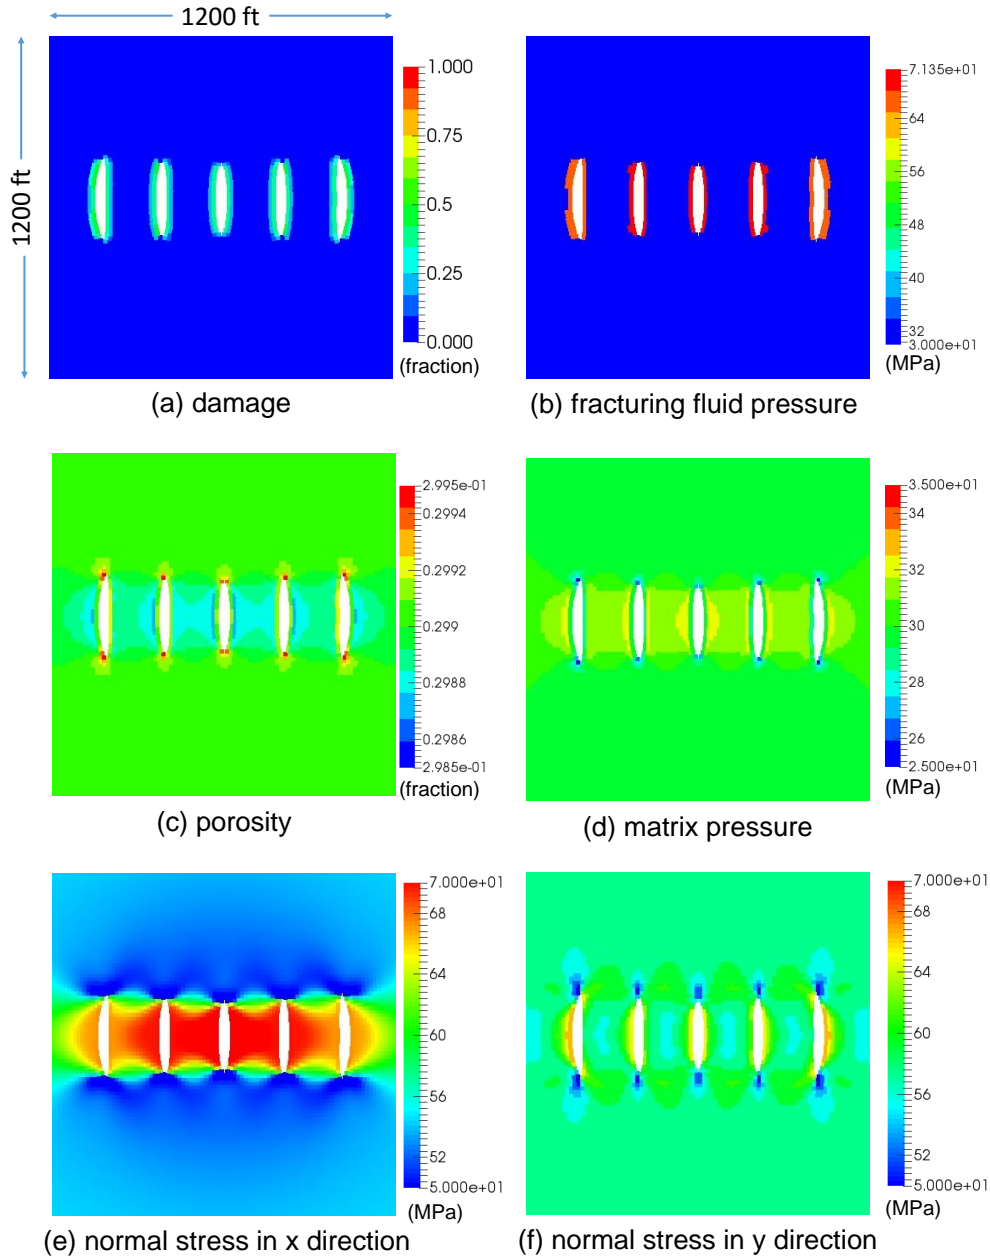 1200 ft
1200 ft
1.000
0.75
0.5
0.25
0.000
(fraction)
(a) damage
7.135e+01
64
56
48
40
32
3.000e+01
(MPa)
(b) fracturing fluid pressure
2.995e-01
0.2994
0.2992
0.299
0.2988
0.2986
2.985e-01
(fraction)
(c) porosity
3.500e+01
34
32
30
28
26
2.500e+01
(MPa)
(d) matrix pressure
7.000e+01
68
64
60
56
52
5.000e+01
(MPa)
(e) normal stress in x direction
7.000e+01
68
64
60
56
52
5.000e+01
(MPa)
(f) normal stress in y direction